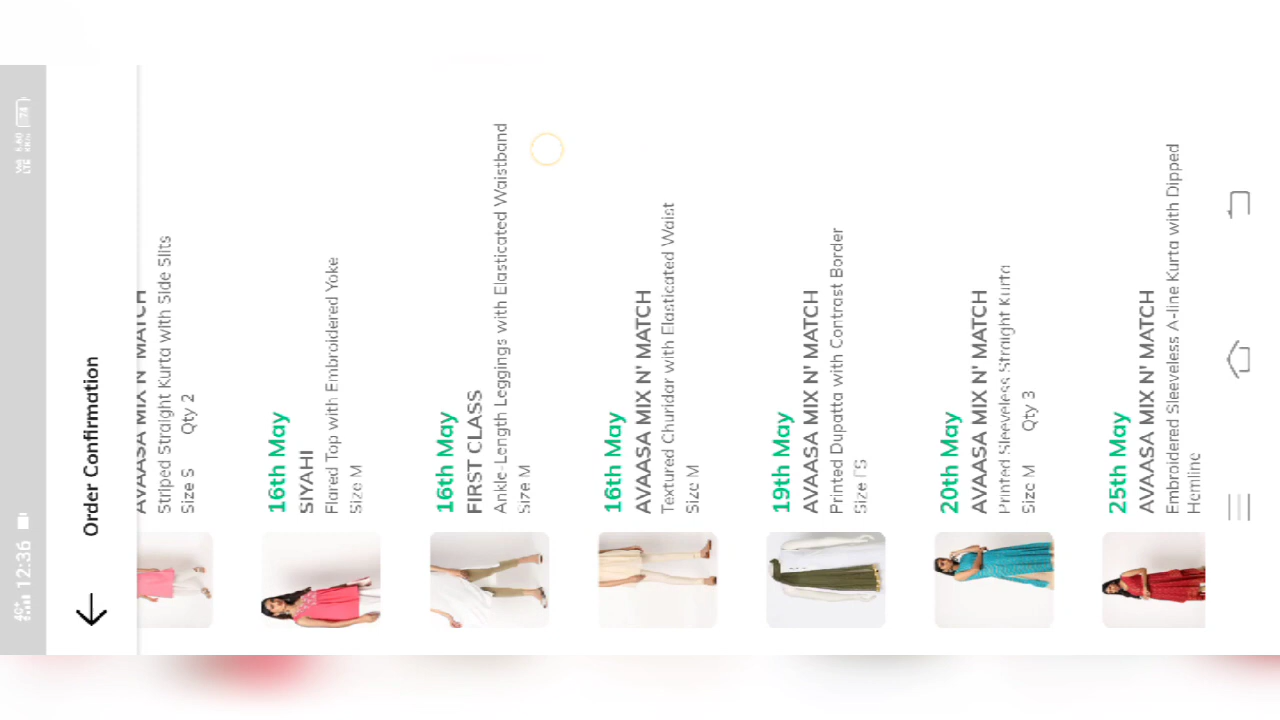 12:36
Order Confirmation
AVAASA MIX N' MATCH
Striped Straight Kurta with Side Slits
Size S Qty 2
16th May
SIYAHI
Flared Top with Embroidered Yoke
Size M
16th May
FIRST CLASS
Ankle-Length Leggings with Elasticated Waistband
Size M
16th May
AVAASA MIX N' MATCH
Textured Churidar with Elasticated Waist
Size M
19th May
AVAASA MIX N' MATCH
Printed Dupatta with Contrast Border
Size FS
20th May
AVAASA MIX N' MATCH
Printed Sleeveless Straight Kurta
Size M Qty 3
25th May
AVAASA MIX N' MATCH
Embroidered Sleeveless A-line Kurta with Dipped
Hemline